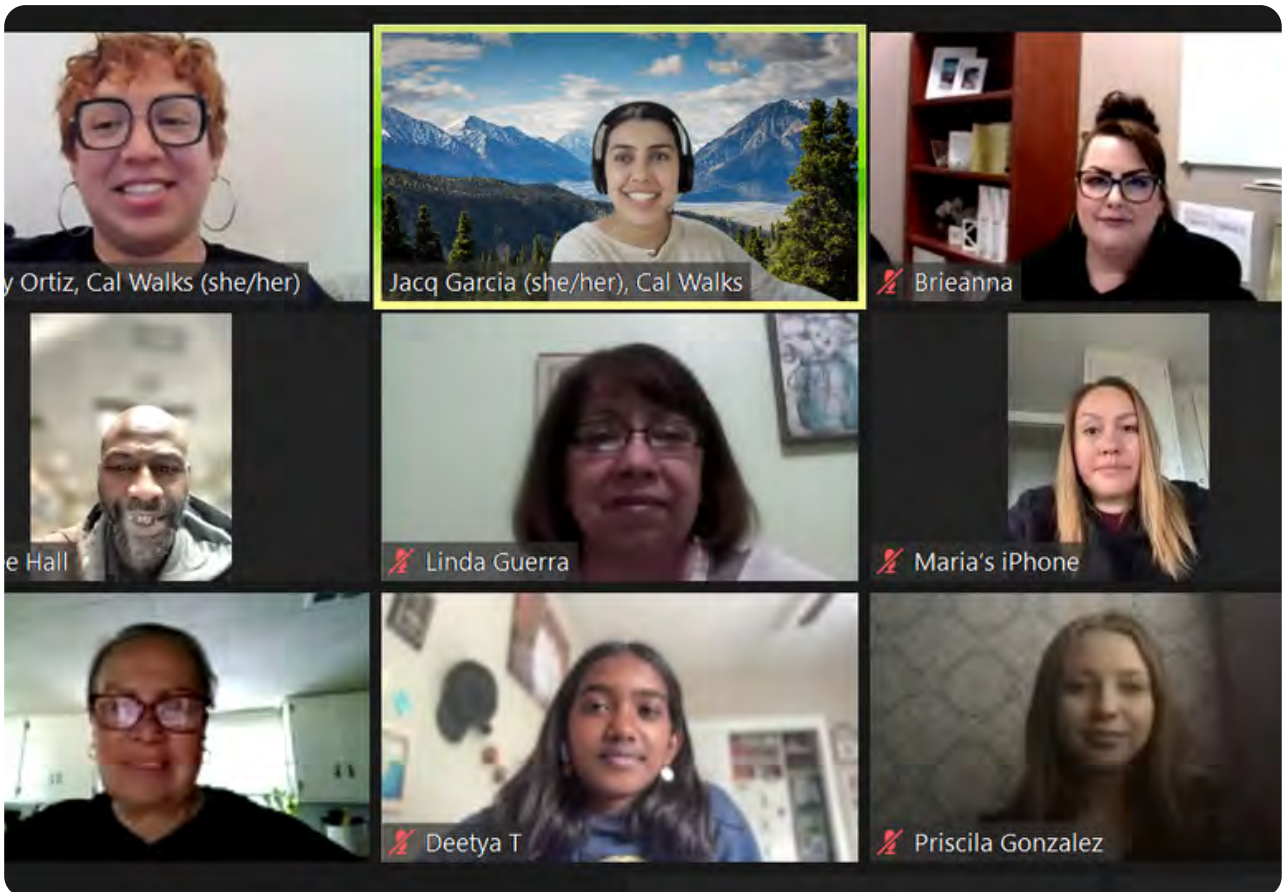 y Ortiz, Cal Walks (she/her)
Jacq Garcia (she/her), Cal Walks
Brieanna
e Hall
Linda Guerra
Maria's iPhone
Deetya T
Priscila Gonzalez